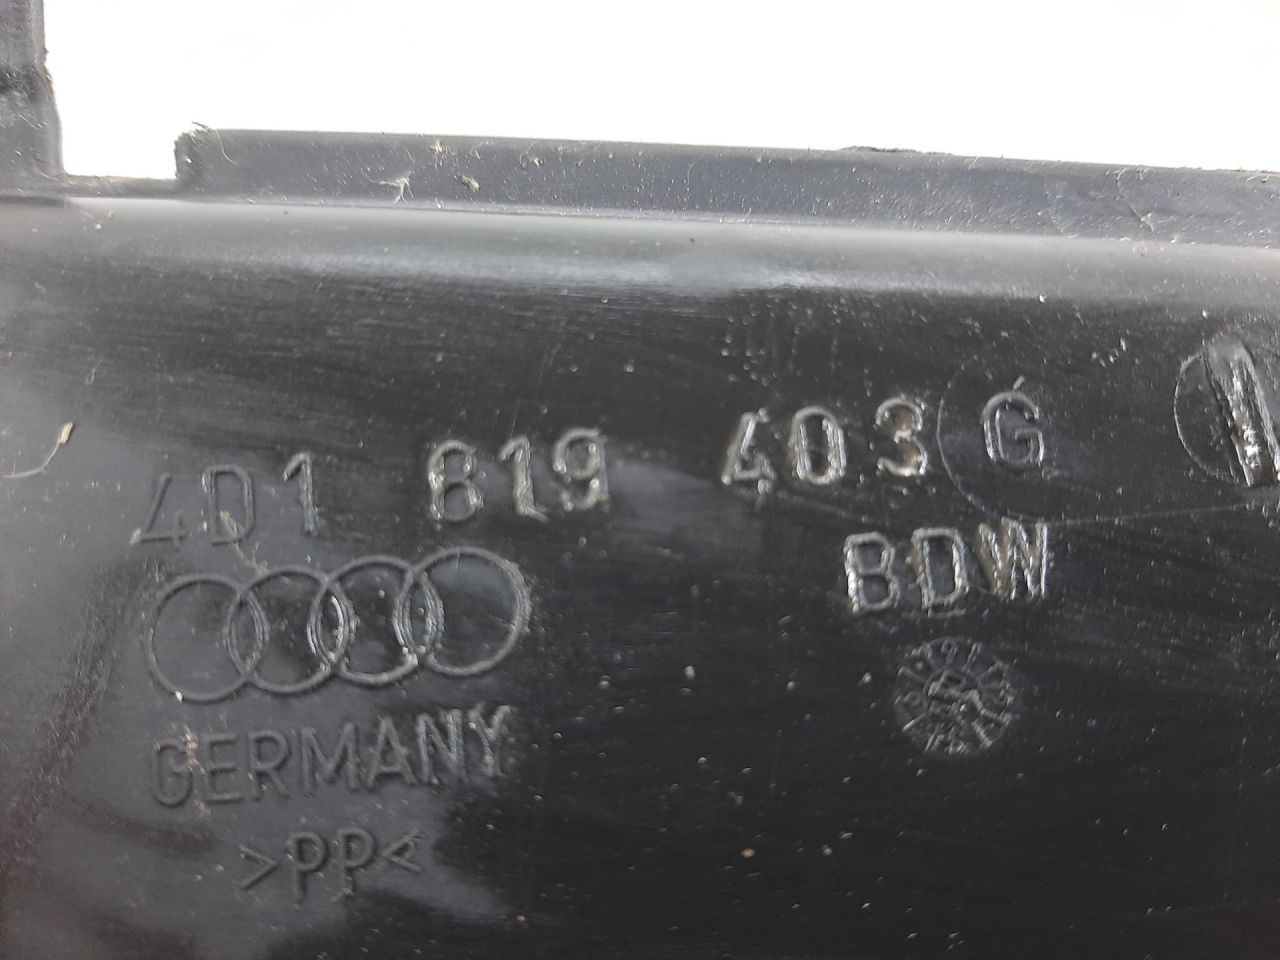 4D1 819 403 G
BDW
GERMANY
>PP<